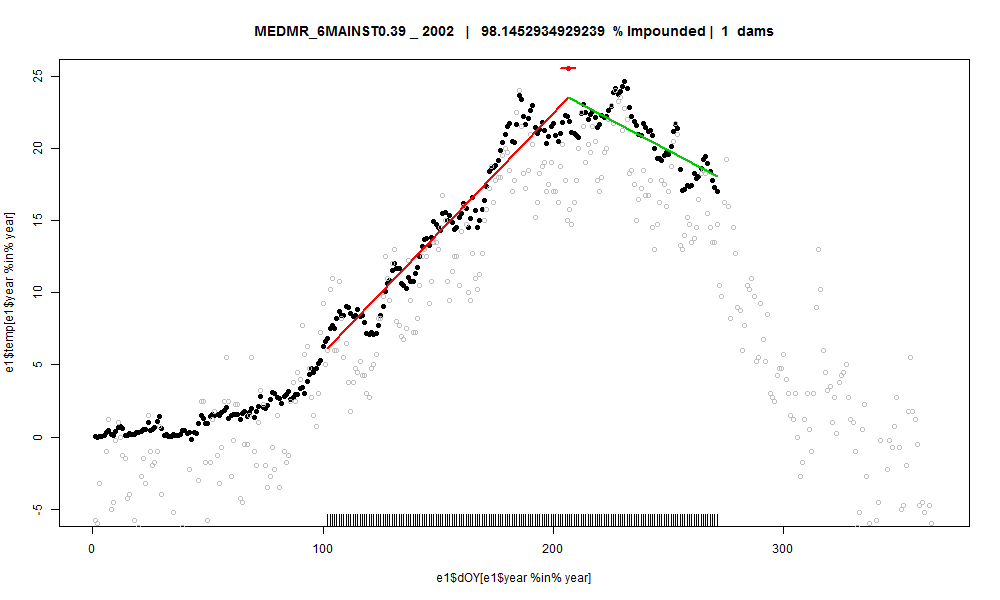 MEDMR_6MAINST0.39 _ 2002 | 98.1452934929239 % Impounded | 1 dams
e1$temp[e1$year %in% year]
25
20
15
10
5
0
-5
0 100 200 300
e1$dOY[e1$year %in% year]